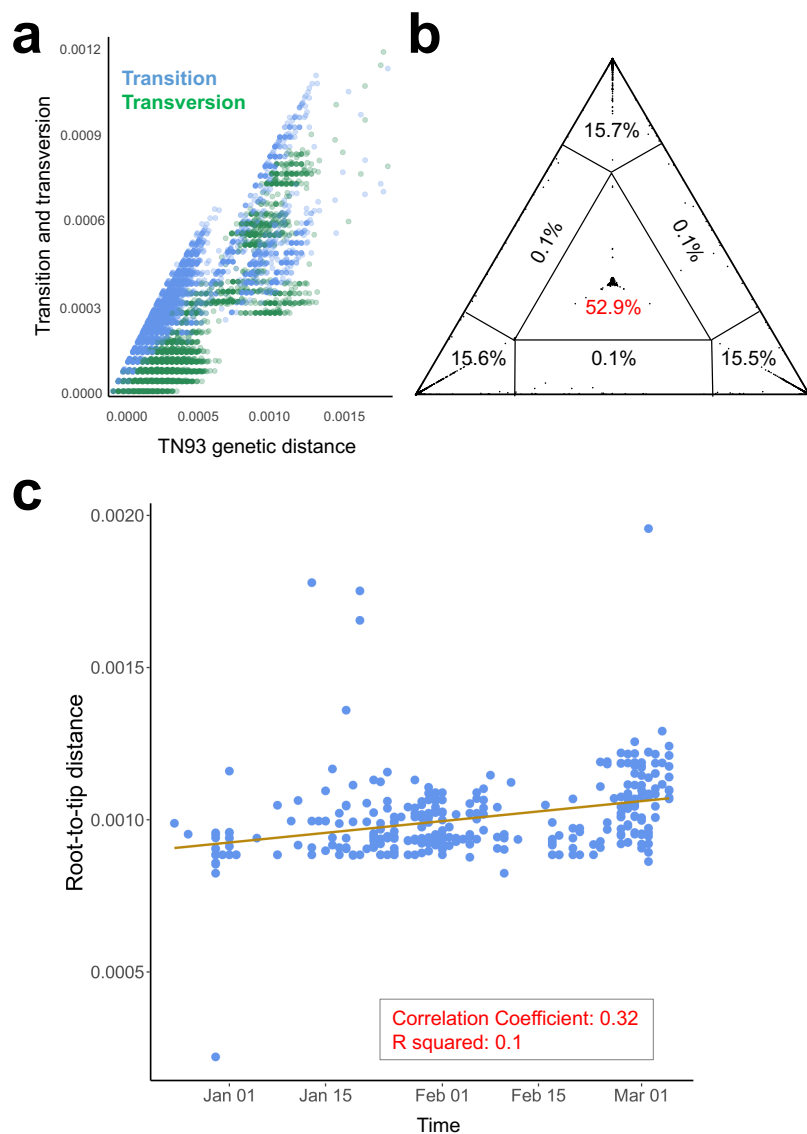 a
0.0012
0.0009
0.0006
0.0003
0.0000
Transition and transversion
Transition
Transversion
0.0000 0.0005 0.0010 0.0015
TN93 genetic distance
b
15.7%
0.1%
0.1%
52.9%
15.6%
0.1%
15.5%
c
0.0020
0.0015
0.0010
0.0005
Root-to-tip distance
Correlation Coefficient: 0.32
R squared: 0.1
Jan 01 Jan 15 Feb 01 Feb 15 Mar 01
Time